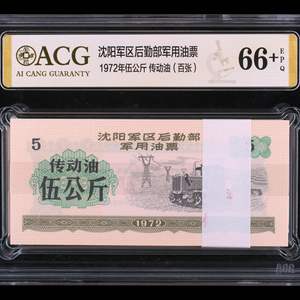 ACG
AI CANG GUARANTY
沈阳军区后勤部军用油票
1972年伍公斤 传动油（百张）
66+
EPQ
5
沈阳军区后勤部
军用油票
5
传动油
伍公斤
1972
ACG